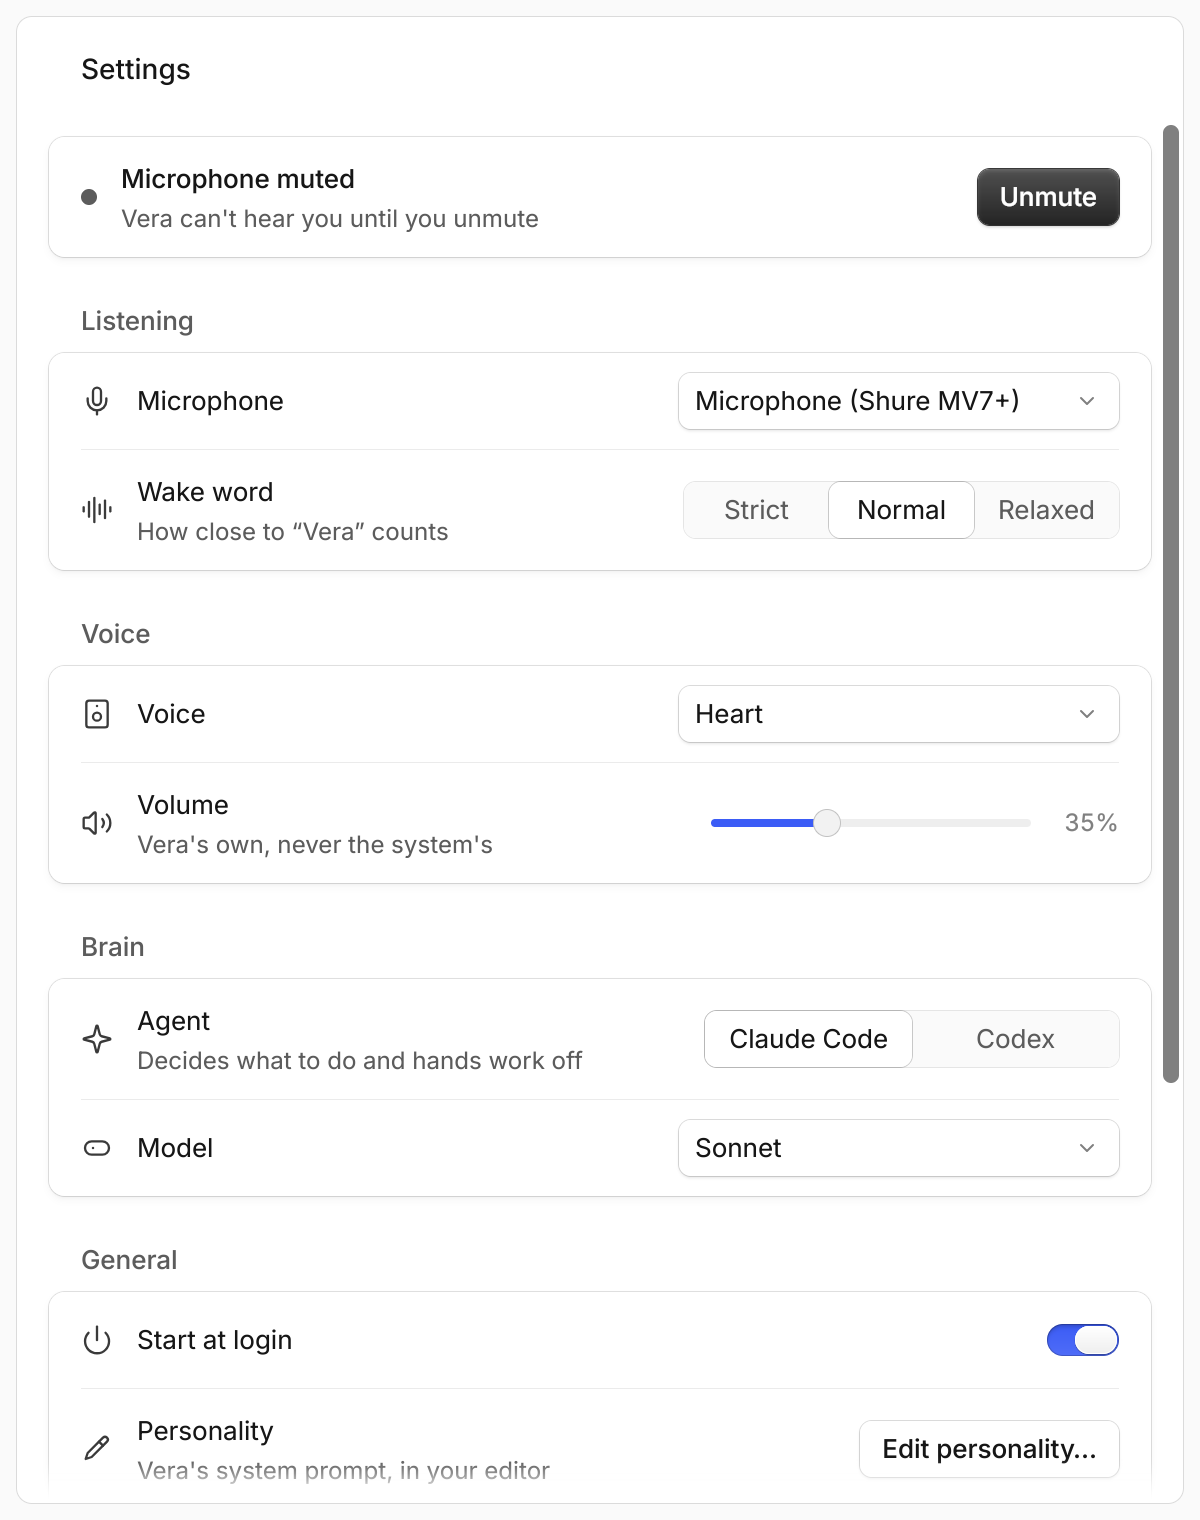 Settings
Microphone muted
Vera can't hear you until you unmute
Unmute
Listening
Microphone
Microphone (Shure MV7+)
Wake word
How close to “Vera” counts
Strict
Normal
Relaxed
Voice
Voice
Heart
Volume
Vera's own, never the system's
35%
Brain
Agent
Decides what to do and hands work off
Claude Code
Codex
Model
Sonnet
General
Start at login
Personality
Vera's system prompt, in your editor
Edit personality...